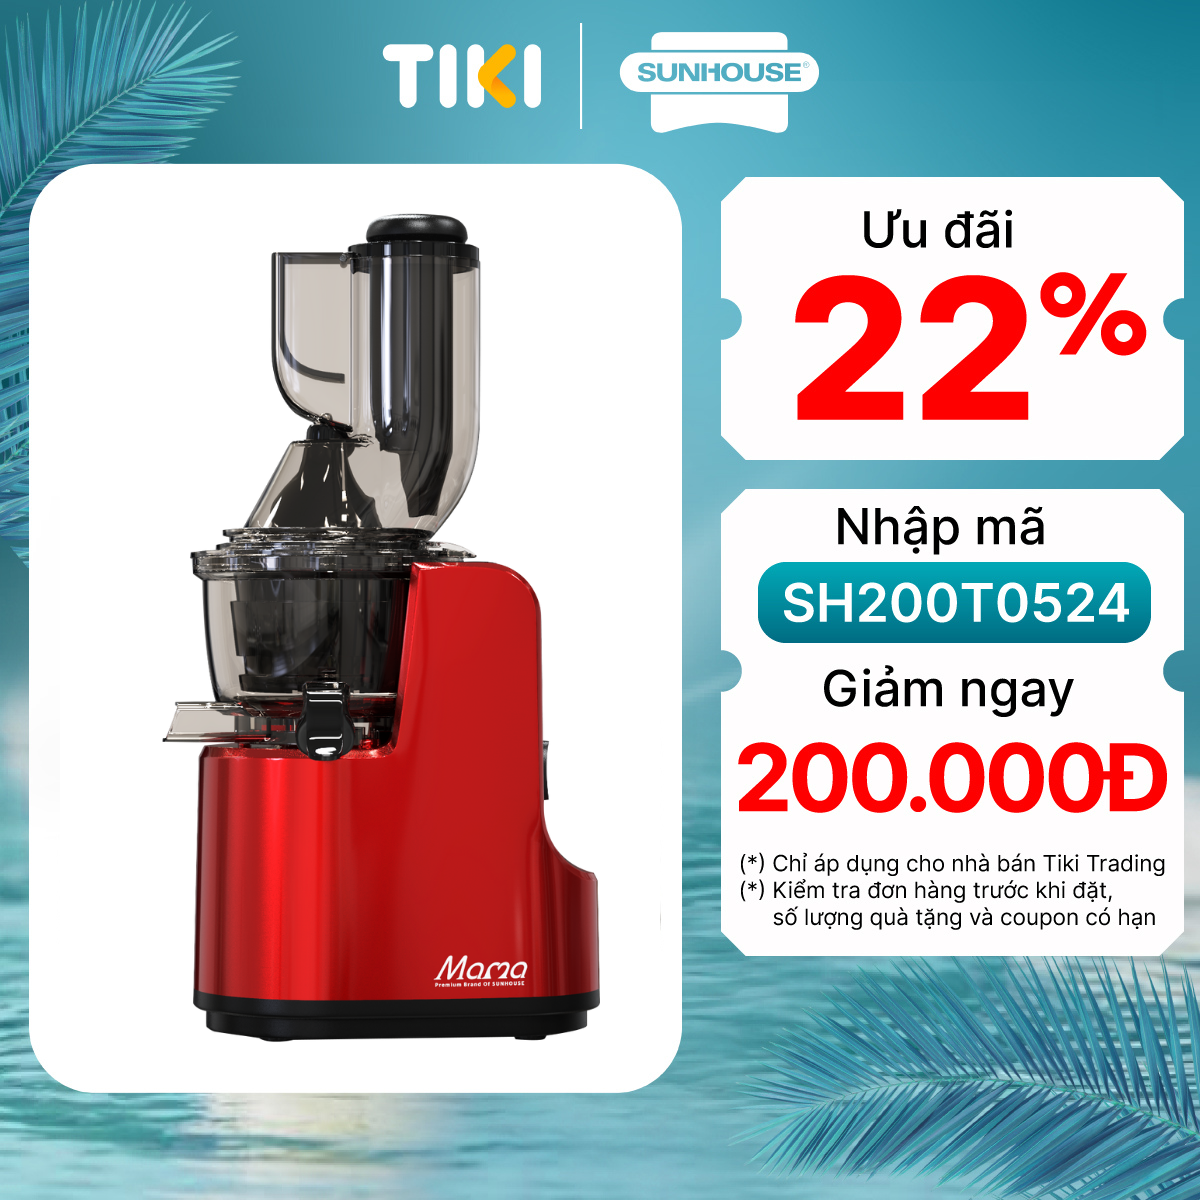 TIKI
SUNHOUSE®
Ưu đãi
22%
Nhập mã
SH200T0524
Giảm ngay
200.000Đ
(*) Chỉ áp dụng cho nhà bán Tiki Trading
(*) Kiểm tra đơn hàng trước khi đặt,
số lượng quà tặng và coupon có hạn
Mama
Premium Brand Of SUNHOUSE